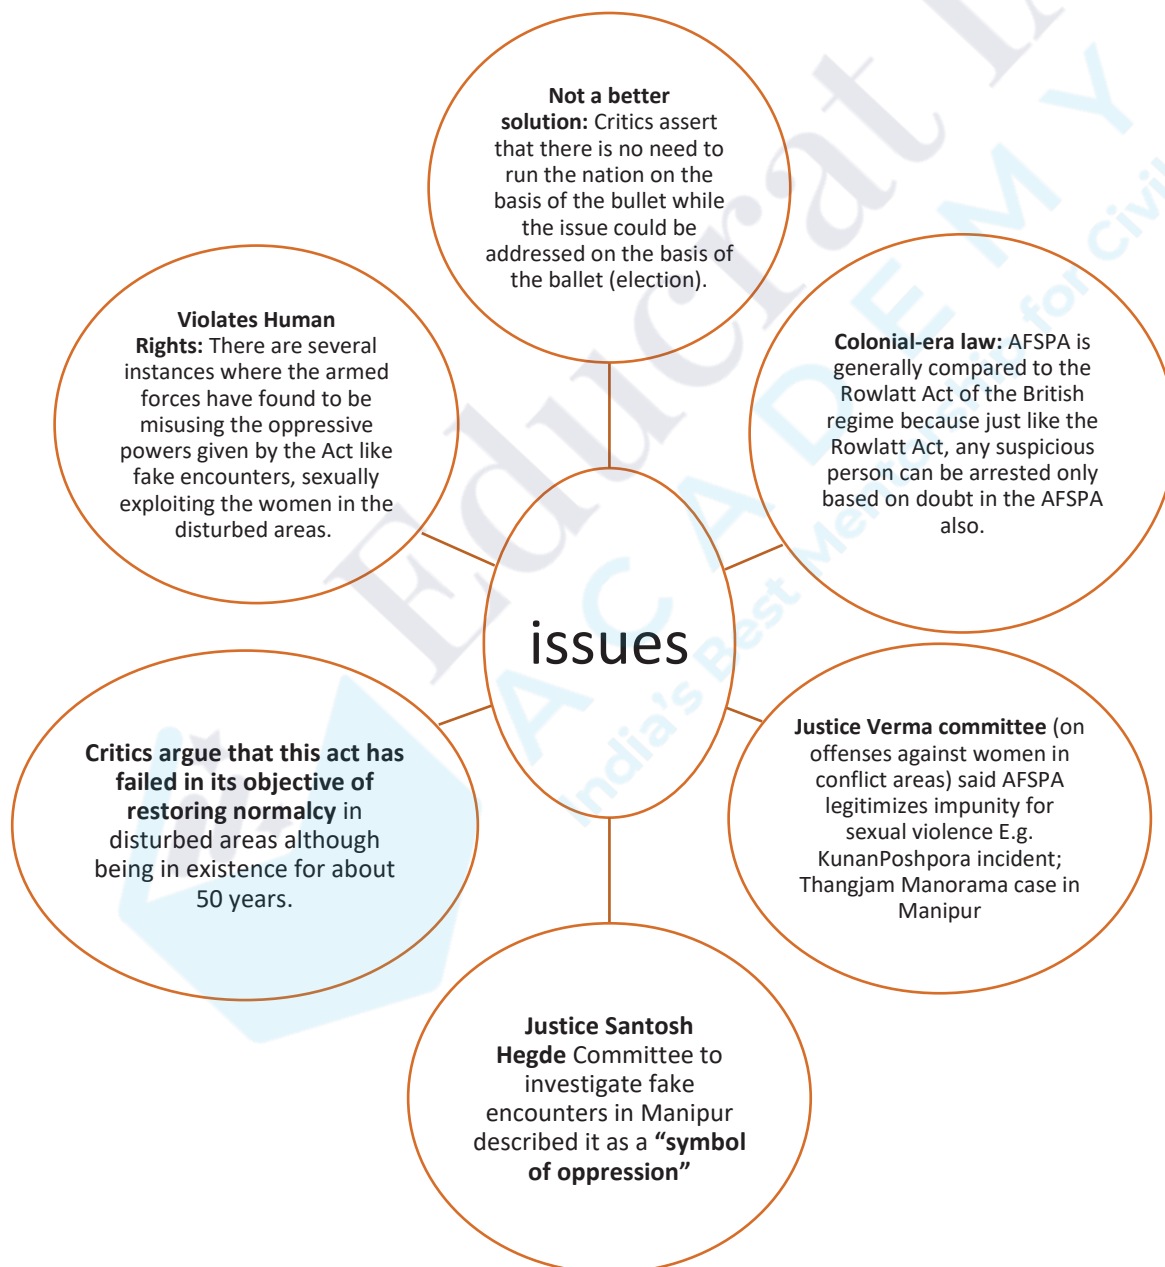 Not a better
solution: Critics assert
that there is no need to
run the nation on the
basis of the bullet while
the issue could be
addressed on the basis of
the ballet (election).
Colonial-era law: AFSPA is
generally compared to the
Rowlatt Act of the British
regime because just like the
Rowlatt Act, any suspicious
person can be arrested only
based on doubt in the AFSPA
also.
Justice Verma committee (on
offenses against women in
conflict areas) said AFSPA
legitimizes impunity for
sexual violence E.g.
KunanPoshpora incident;
Thangjam Manorama case in
Manipur
Justice Santosh
Hegde Committee to
investigate fake
encounters in Manipur
described it as a “symbol
of oppression”
Critics argue that this act has
failed in its objective of
restoring normalcy in
disturbed areas although
being in existence for about
50 years.
Violates Human
Rights: There are several
instances where the armed
forces have found to be
misusing the oppressive
powers given by the Act like
fake encounters, sexually
exploiting the women in the
disturbed areas.
issues
Educrat
ACADEMY
India's Best Mentorship for Civil